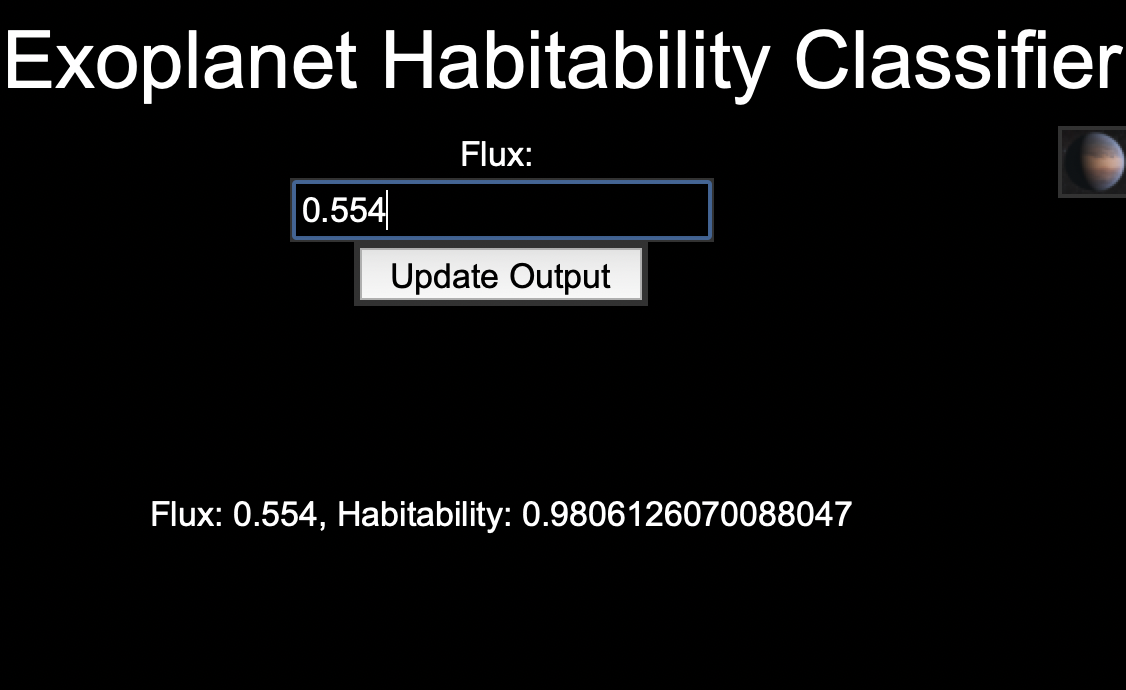 Exoplanet Habitability Classifier
Flux:
0.554
Update Output
Flux: 0.554, Habitability: 0.9806126070088047